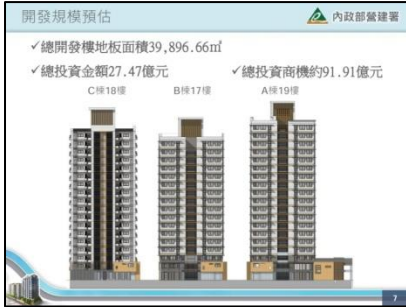 開發規模預估
內政部營建署
✓總開發樓地板面積39,896.66㎡
✓總投資金額27.47億元 ✓總投資商機約91.91億元
C棟18樓 B棟17樓 A棟19樓
7